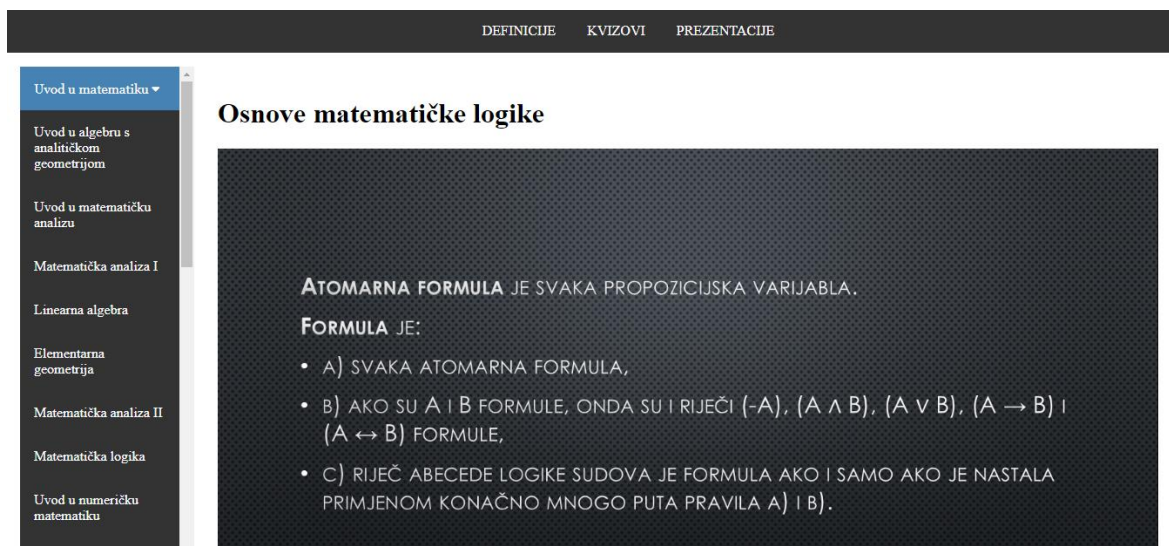 DEFINICIJE KVIZOVI PREZENTACIJE
Uvod u matematiku
Uvod u algebru s
analitičkom
geometrijom
Uvod u matematičku
analizu
Matematička analiza I
Linearna algebra
Elementarna
geometrija
Matematička analiza II
Matematička logika
Uvod u numeričku
matematiku
Osnove matematičke logike
ATOMARNA FORMULA JE SVAKA PROPOZICIJSKA VARIJABLA.
FORMULA JE:
• A) SVAKA ATOMARNA FORMULA,
• B) AKO SU A I B FORMULE, ONDA SU I RIJEČI (-A), (A ∧ B), (A ∨ B), (A → B) I
(A ↔ B) FORMULE,
• C) RIJEČ ABECEDE LOGIKE SUDOVA JE FORMULA AKO I SAMO AKO JE NASTALA
PRIMJENOM KONAČNO MNOGO PUTA PRAVILA A) I B).